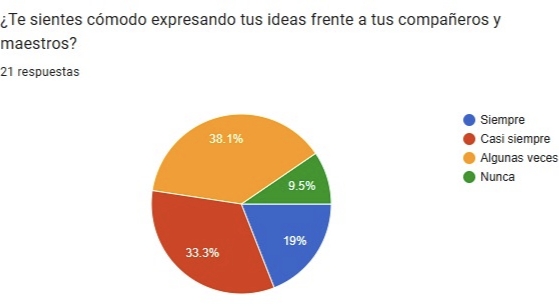 ¿Te sientes cómodo expresando tus ideas frente a tus compañeros y
maestros?
21 respuestas
38.1%
9.5%
33.3%
19%
Siempre
Casi siempre
Algunas veces
Nunca